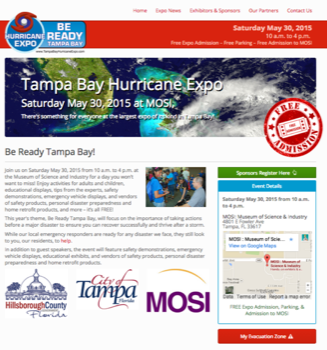 Home Expo News Exhibitors & Sponsors Our Partners Contact Us
HURRICANE EXPO
BE READY
TAMPA BAY
Saturday May 30, 2015
10 a.m. to 4 p.m.
Free Expo Admission – Free Parking – Free Admission to MOSI
Tampa Bay Hurricane Expo
Saturday May 30, 2015 at MOSI.
There's something for everyone at the largest expo of its kind in Tampa Bay!
FREE
ADMISSION
Be Ready Tampa Bay!
Join us on Saturday May 30, 2015 from 10 a.m. to 4 p.m. at
the Museum of Science and Industry for a day you won't
want to miss! Enjoy activities for adults and children,
educational displays, tips from the experts, safety
demonstrations, emergency vehicle displays, and vendors
of safety products, personal disaster preparedness and
home retrofit products, and more – it's all FREE!
This year's theme, Be Ready Tampa Bay, will focus on the importance of taking actions
before a major disaster to ensure you can recover successfully and thrive after a storm.
While our local emergency responders are ready for any disaster we face, they still look
to you, our residents, to help.
In addition to guest speakers, the event will feature safety demonstrations, emergency
vehicle displays, educational exhibits, and vendors of safety products, personal disaster
preparedness and home retrofit products.
Hillsborough County
Florida
City of
Tampa
Florida
MOSI
Sponsors Register Here
Event Details
Saturday May 30, 2015 from 10 a.m.
to 4 p.m.
MOSI: Museum of Science & Industry
4801 E Fowler Ave
Tampa, FL 33617
MOSI : Museum of Sci...
View on Google Maps
MOSI : Museum of
Science & Industry
Data Terms of Use Report a map error
FREE Expo Admission, Parking, &
Admission to MOSI!
My Evacuation Zone